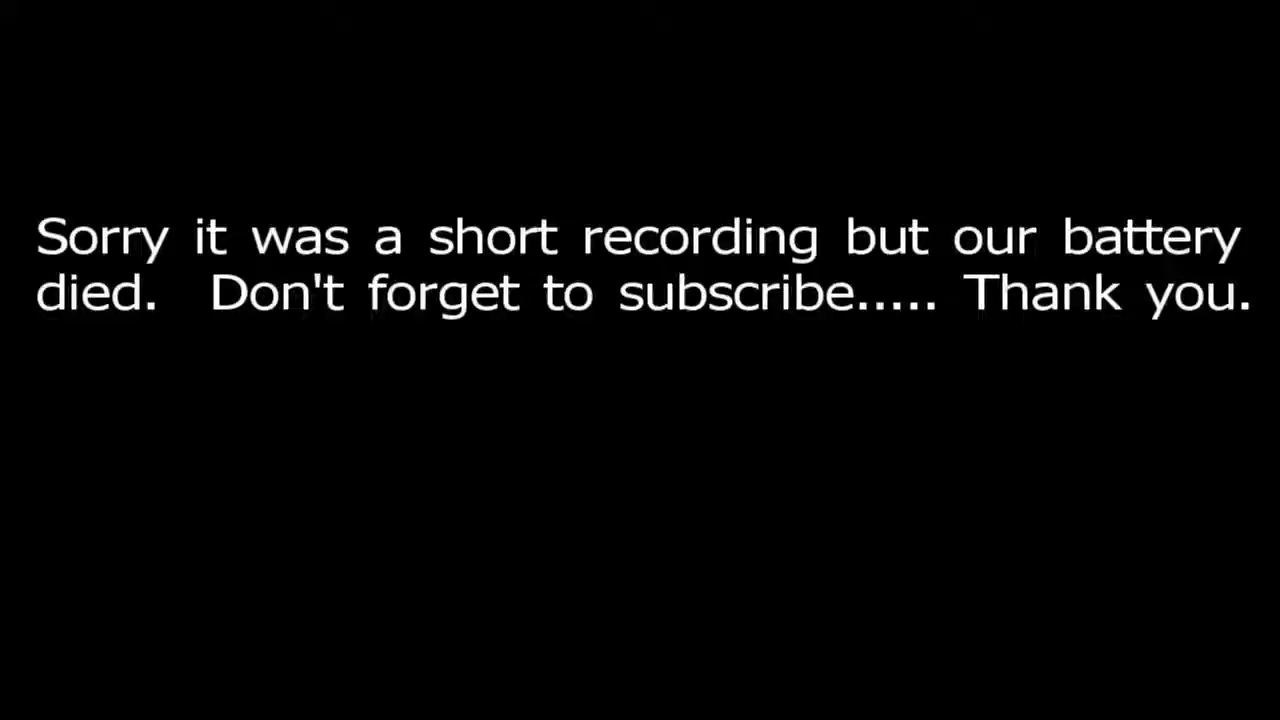 Sorry it was a short recording but our battery
died.  Don't forget to subscribe..... Thank you.